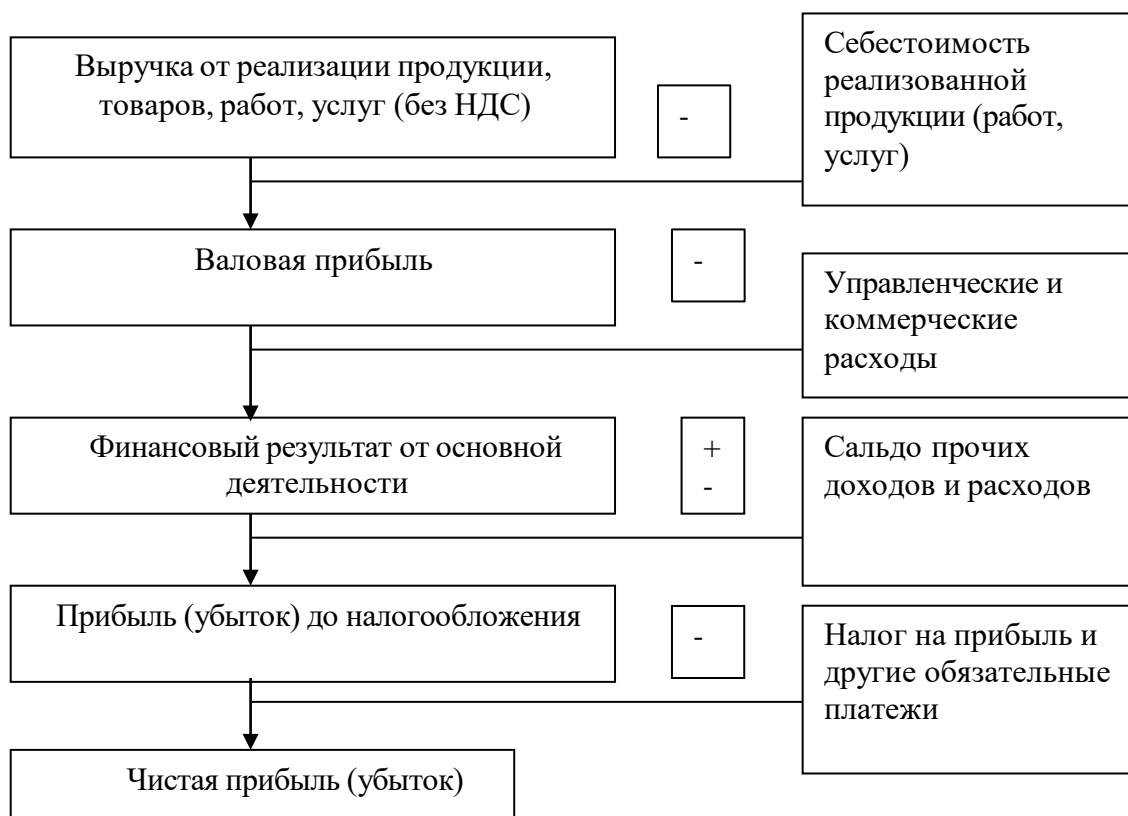 Выручка от реализации продукции,
товаров, работ, услуг (без НДС)
-
Себестоимость
реализованной
продукции (работ,
услуг)
Валовая прибыль
-
Управленческие и
коммерческие
расходы
Финансовый результат от основной
деятельности
+
-
Сальдо прочих
доходов и расходов
Прибыль (убыток) до налогообложения
-
Налог на прибыль и
другие обязательные
платежи
Чистая прибыль (убыток)